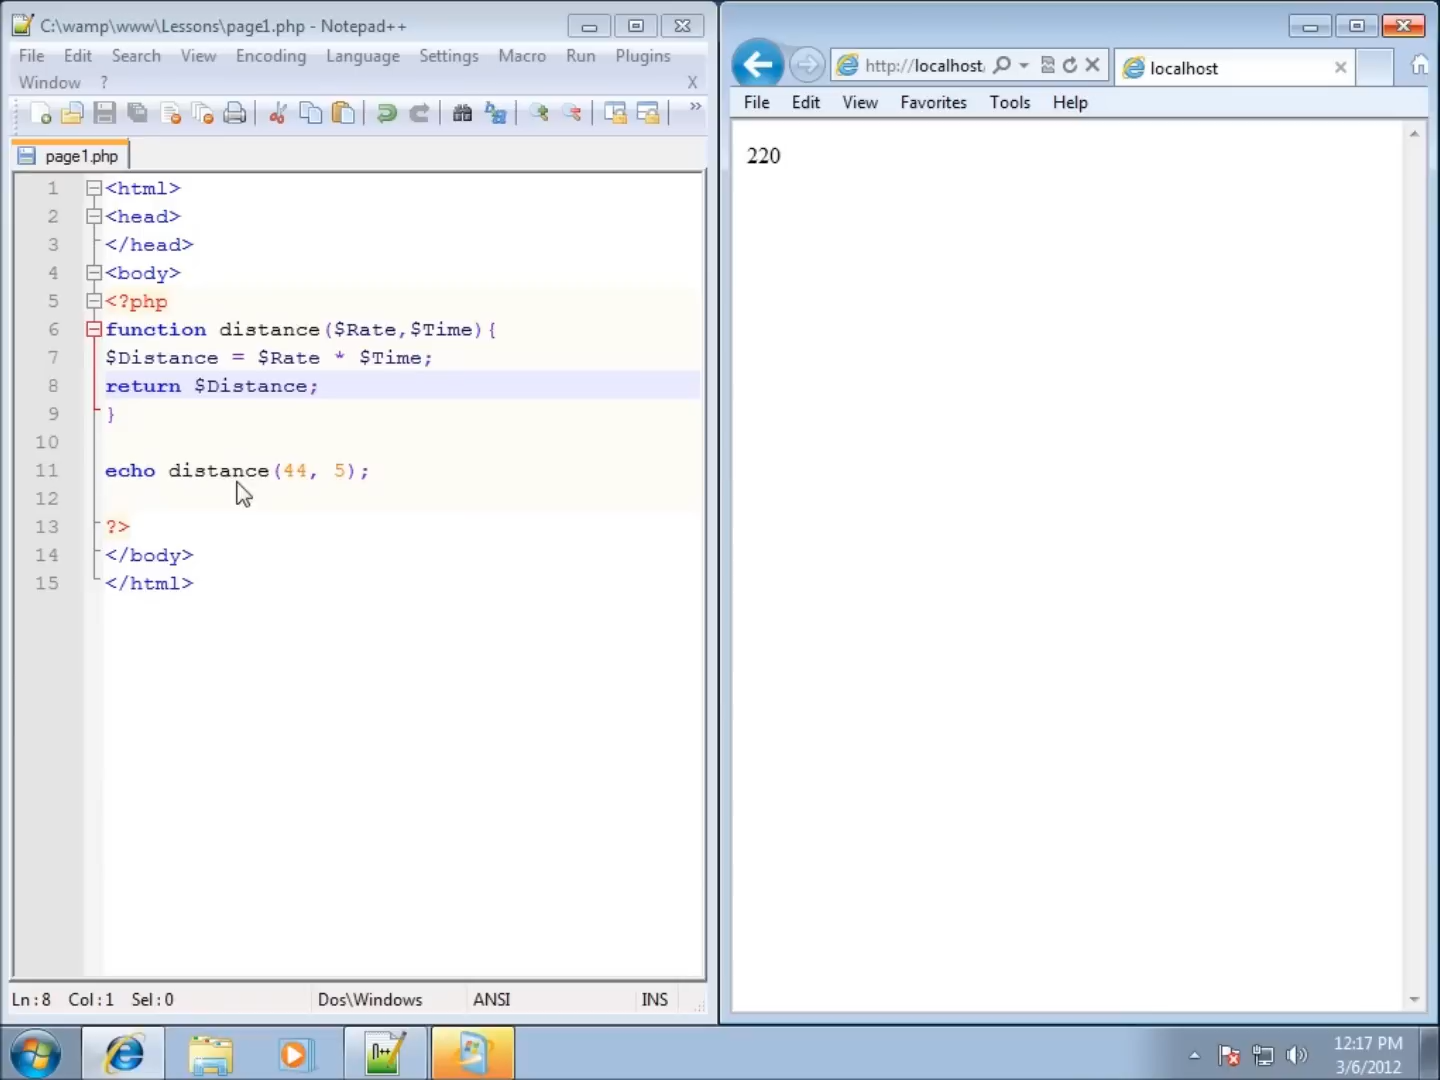 C:\wamp\www\Lessons\page1.php - Notepad++
File Edit Search View Encoding Language Settings Macro Run Plugins
Window ? X
page1.php
1 <html>
2 <head>
3 </head>
4 <body>
5 <?php
6 function distance($Rate,$Time){
7 $Distance = $Rate * $Time;
8 return $Distance;
9 }
10
11 echo distance(44, 5);
12
13 ?>
14 </body>
15 </html>
Ln:8 Col:1 Sel:0 Dos\Windows ANSI INS
http://localhost
localhost
File Edit View Favorites Tools Help
220
12:17 PM
3/6/2012